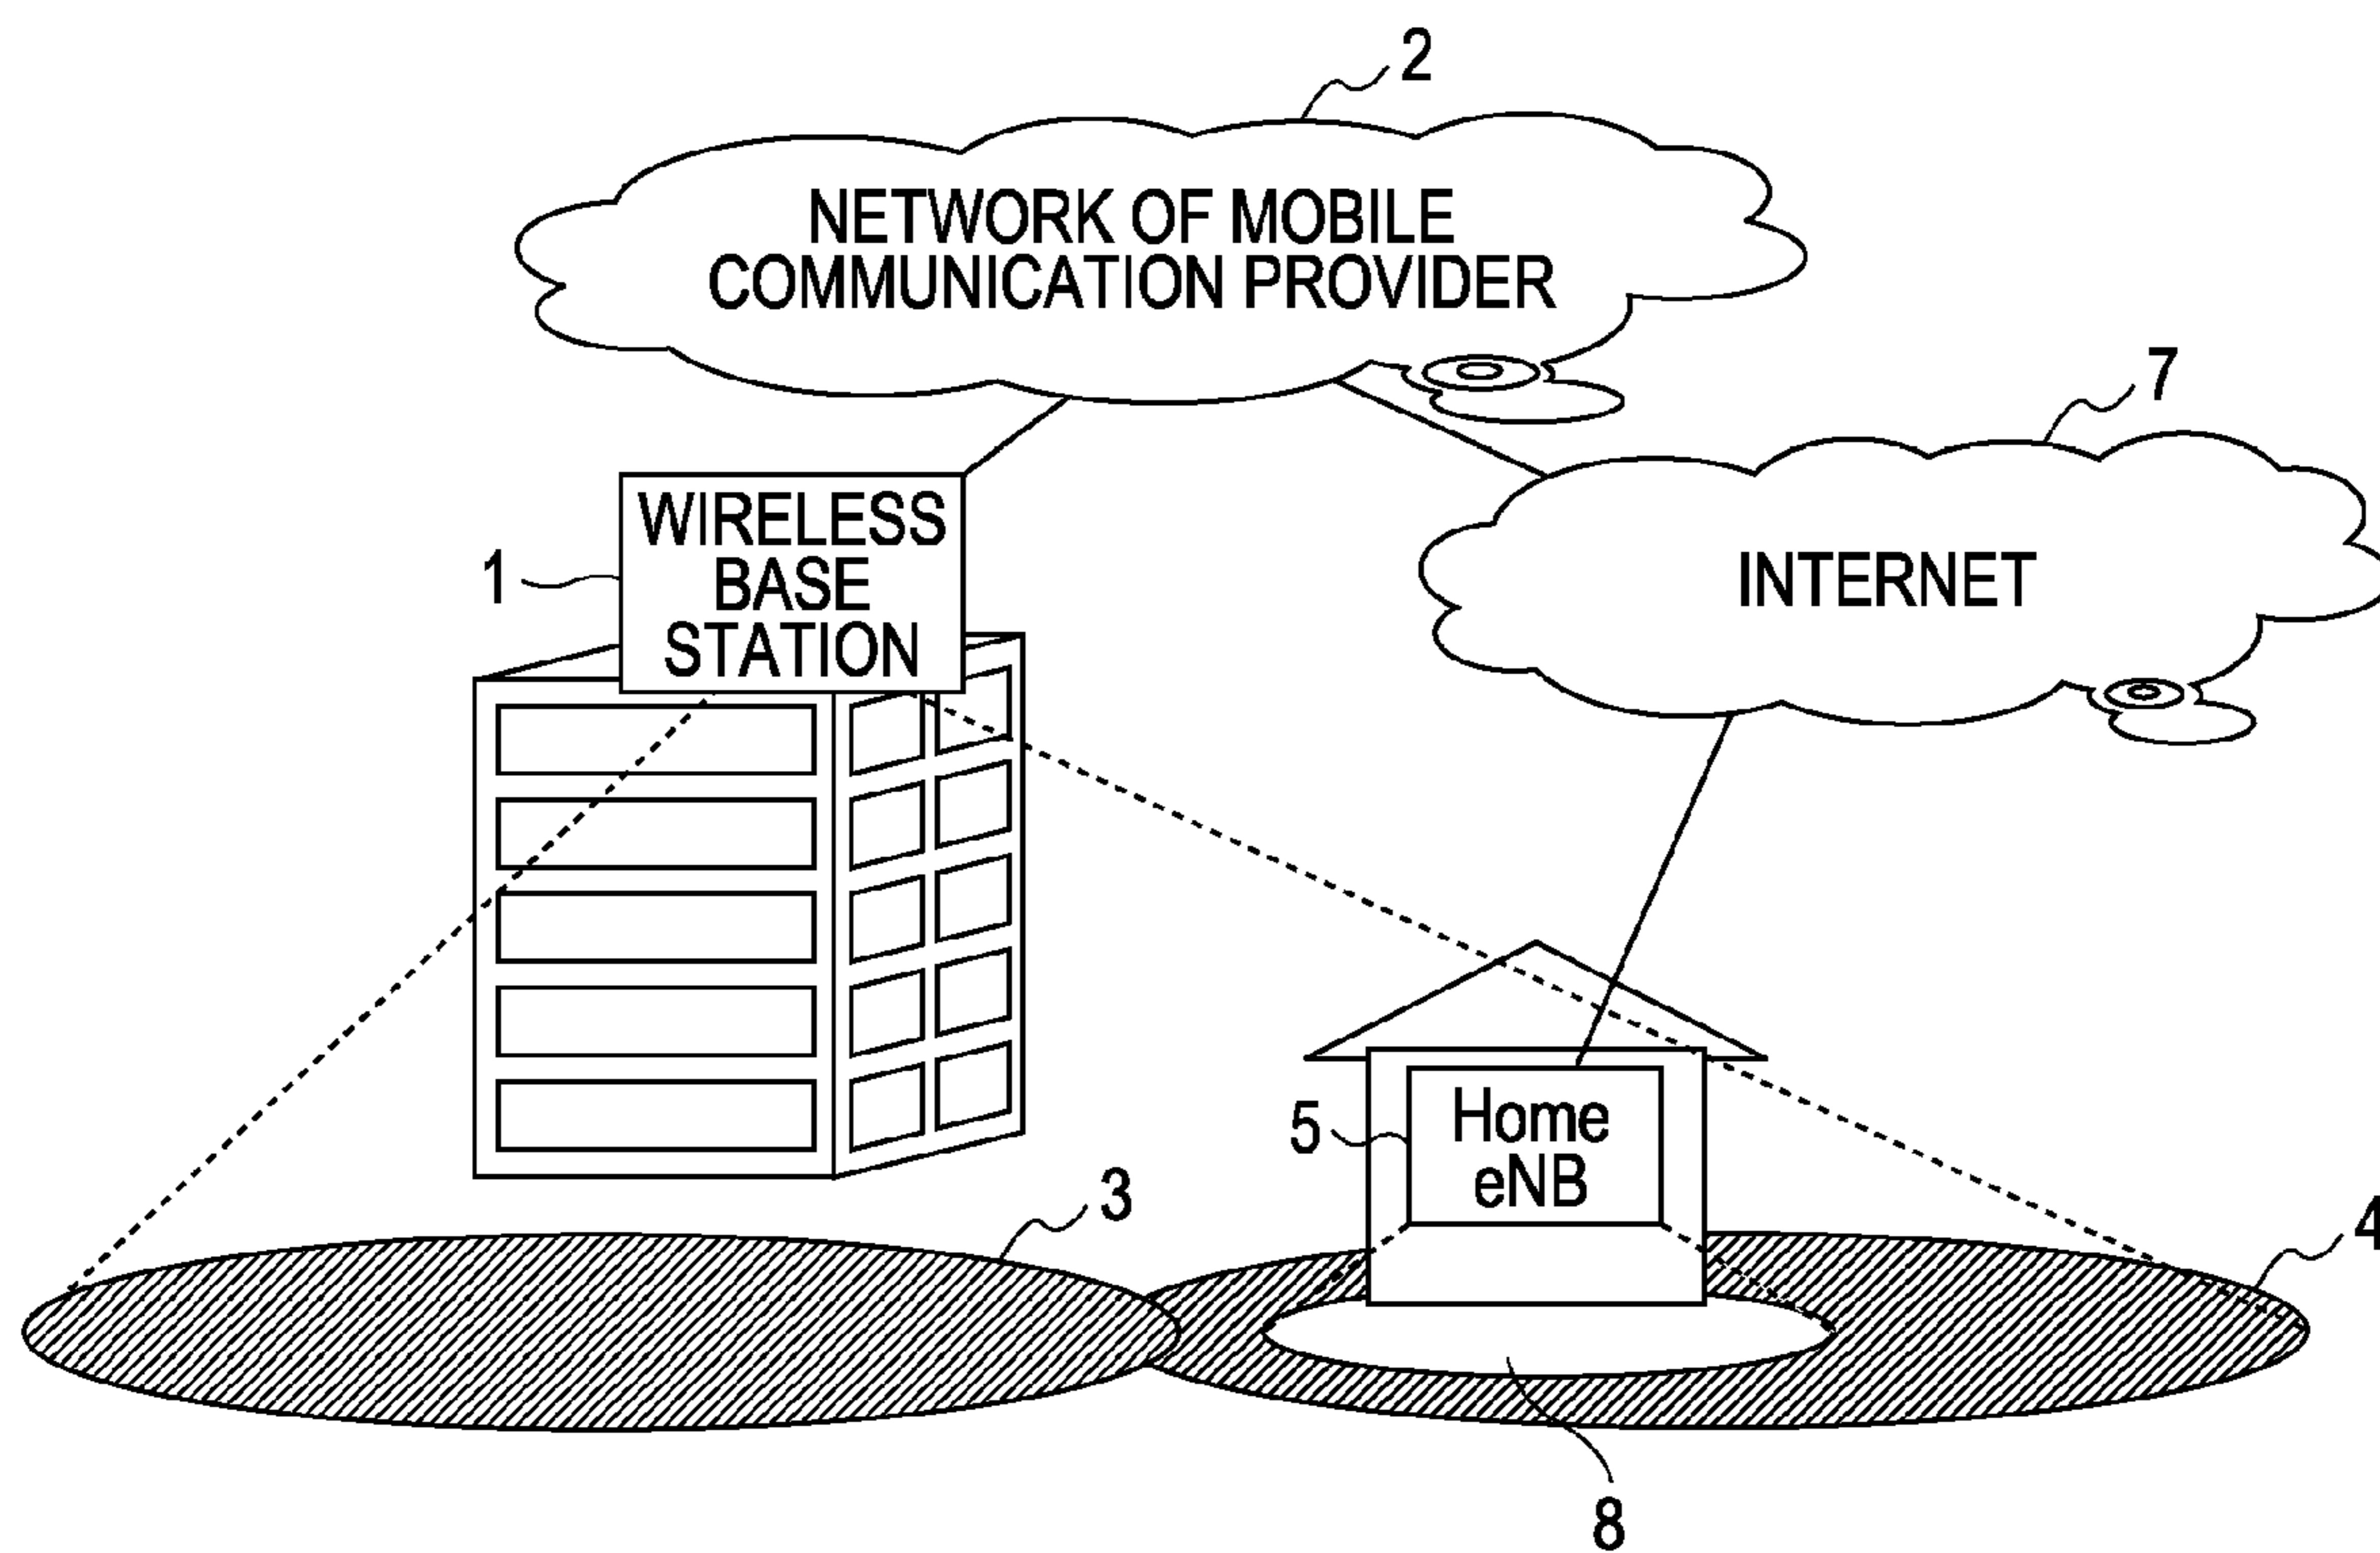 2
NETWORK OF MOBILE
COMMUNICATION PROVIDER
7
WIRELESS
BASE
STATION
1
INTERNET
Home
eNB
5
3
4
8